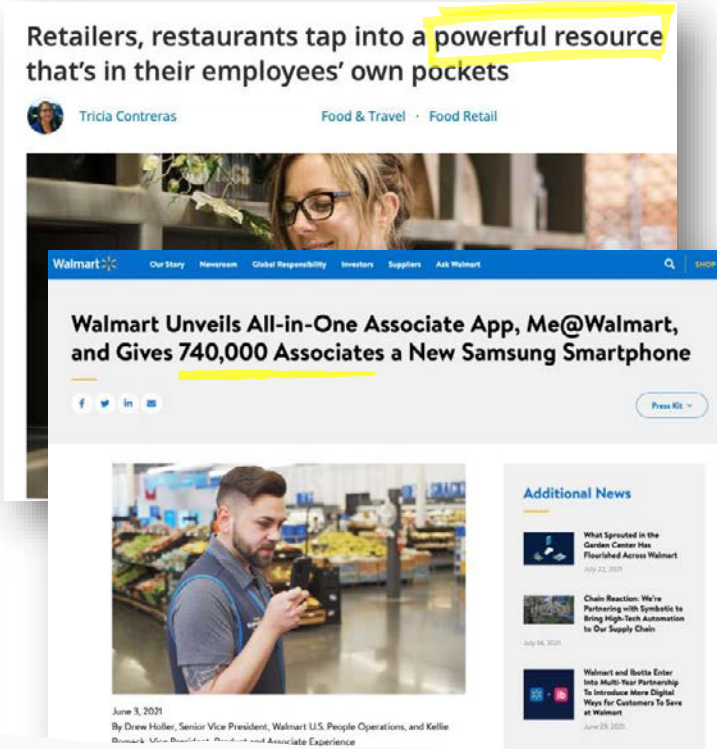 Retailers, restaurants tap into a powerful resource
that's in their employees' own pockets
Tricia Contreras
Food & Travel · Food Retail
Walmart
Our Story Newsroom Global Responsibility Investors Suppliers Ask Walmart
SHOP
Walmart Unveils All-in-One Associate App, Me@Walmart,
and Gives 740,000 Associates a New Samsung Smartphone
Press Kit
Additional News
What Sprouted in the
Garden Center Has
Flourished Across Walmart
July 22, 2021
Chain Reaction: We're
Partnering with Symbotic to
Bring High-Tech Automation
to Our Supply Chain
July 14, 2021
Walmart and Ibotta Enter
Into Multi-Year Partnership
To Introduce More Digital
Ways for Customers To Save
at Walmart
June 29, 2021
June 3, 2021
By Drew Holler, Senior Vice President, Walmart U.S. People Operations, and Kellie
Vice President, Product and Associate Experience